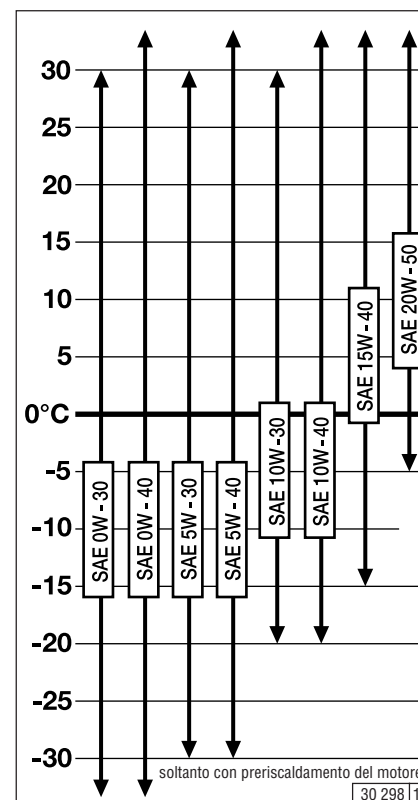 30
25
20
15
10
5
0°C
-5
-10
-15
-20
-25
-30
SAE 0W - 30
SAE 0W - 40
SAE 5W - 30
SAE 5W - 40
SAE 10W - 30
SAE 10W - 40
SAE 15W - 40
SAE 20W - 50
soltanto con preriscaldamento del motore
30 298 1